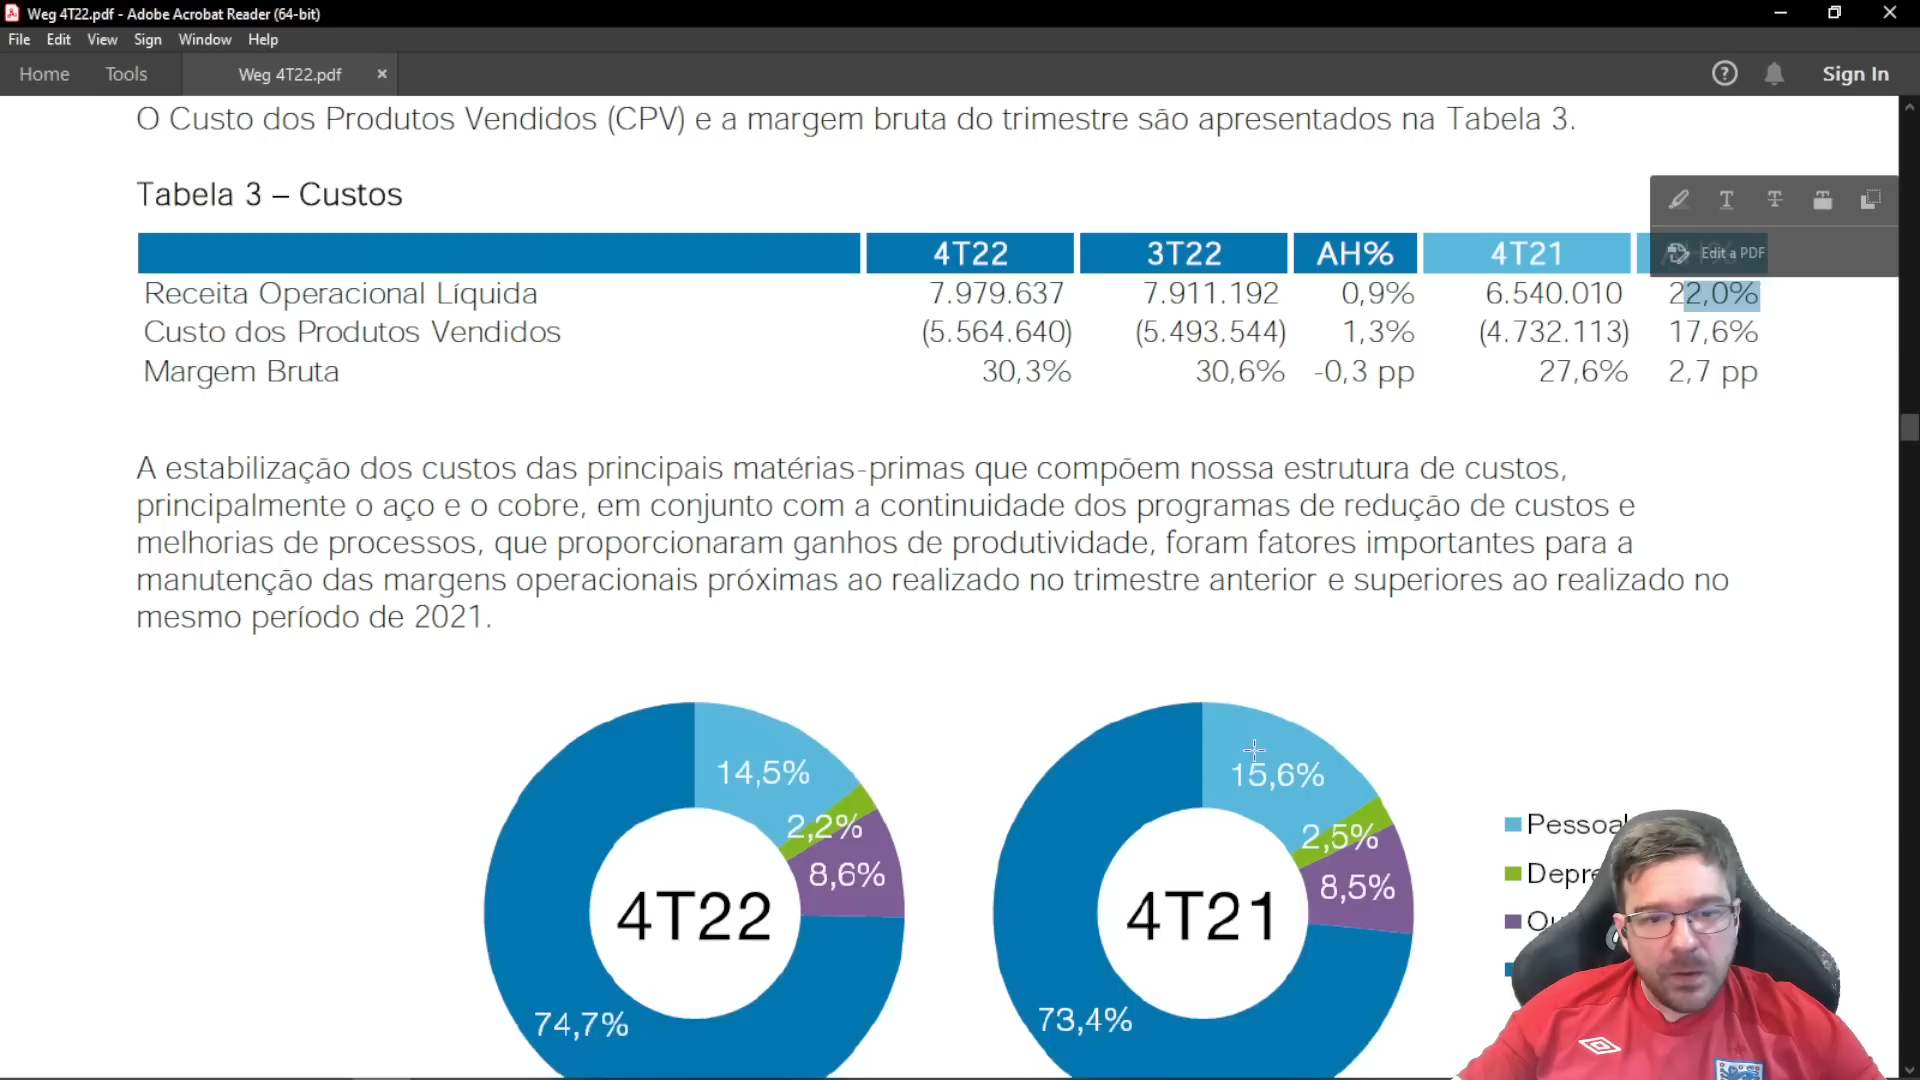 Weg 4T22.pdf - Adobe Acrobat Reader (64-bit)
File Edit View Sign Window Help
Home Tools Weg 4T22.pdf × Sign In
O Custo dos Produtos Vendidos (CPV) e a margem bruta do trimestre são apresentados na Tabela 3.
Tabela 3 – Custos
4T22 3T22 AH% 4T21
Edit a PDF
Receita Operacional Líquida 7.979.637 7.911.192 0,9% 6.540.010 22,0%
Custo dos Produtos Vendidos (5.564.640) (5.493.544) 1,3% (4.732.113) 17,6%
Margem Bruta 30,3% 30,6% -0,3 pp 27,6% 2,7 pp
A estabilização dos custos das principais matérias-primas que compõem nossa estrutura de custos,
principalmente o aço e o cobre, em conjunto com a continuidade dos programas de redução de custos e
melhorias de processos, que proporcionaram ganhos de produtividade, foram fatores importantes para a
manutenção das margens operacionais próximas ao realizado no trimestre anterior e superiores ao realizado no
mesmo período de 2021.
14,5%
2,2%
8,6%
4T22
74,7%
15,6%
2,5%
8,5%
4T21
73,4%
Pessoa
Depre